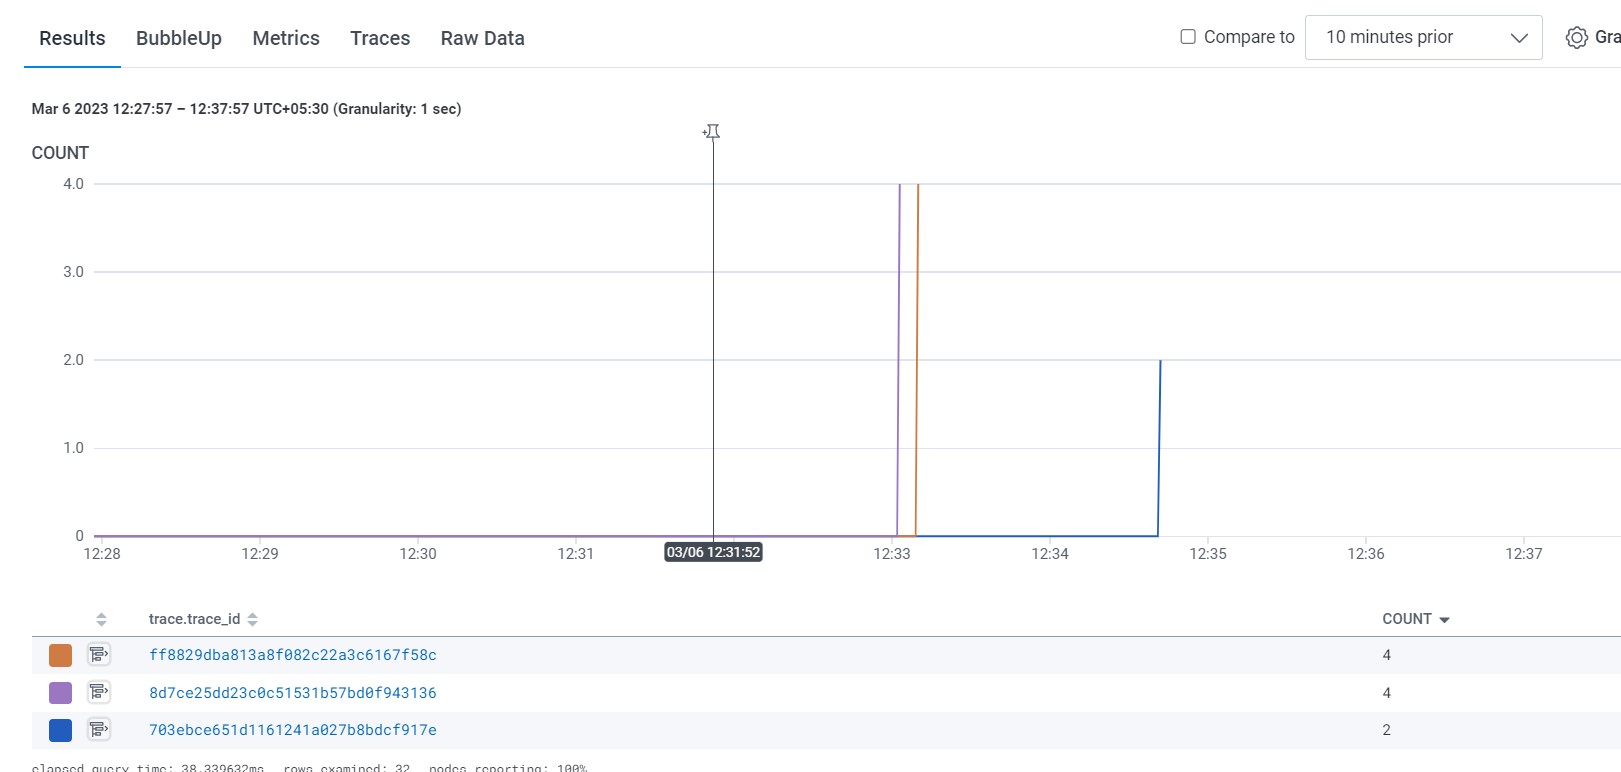 Results BubbleUp Metrics Traces Raw Data Compare to 10 minutes prior Gra
Mar 6 2023 12:27:57 – 12:37:57 UTC+05:30 (Granularity: 1 sec)
COUNT
4.0
3.0
2.0
1.0
0
12:28 12:29 12:30 12:31 03/06 12:31:52 12:33 12:34 12:35 12:36 12:37
trace.trace_id COUNT
ff8829dba813a8f082c22a3c6167f58c 4
8d7ce25dd23c0c51531b57bd0f943136 4
703ebce651d1161241a027b8bdcf917e 2
elapsed query time: 38.339632ms rows examined: 32 nodes reporting: 100%